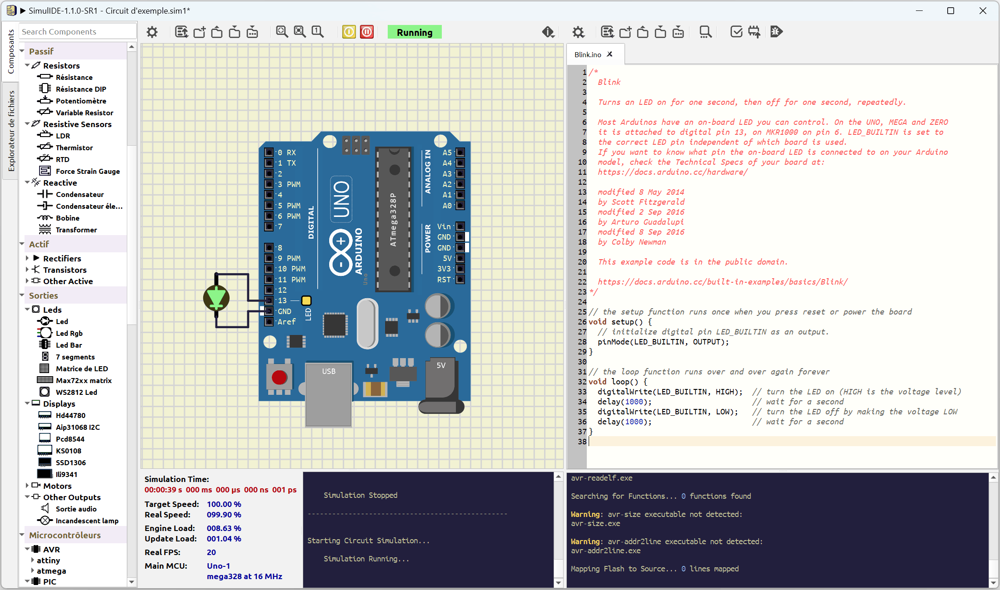 SimulIDE-1.1.0-SR1 - Circuit d'exemple.sim1*
Composants
Explorateur de fichiers
Search Components
Passif
Resistors
Résistance
Résistance DIP
Potentiomètre
Variable Resistor
Resistive Sensors
LDR
Thermistor
RTD
Force Strain Gauge
Reactive
Condensateur
Condensateur éle...
Bobine
Transformer
Actif
Rectifiers
Transistors
Other Active
Sorties
Leds
Led
Led Rgb
Led Bar
7 segments
Matrice de LED
Max72xx matrix
WS2812 Led
Displays
Hd44780
Aip31068 I2C
Pcd8544
KS0108
SSD1306
Ili9341
Motors
Other Outputs
Sortie audio
Incandescent lamp
Microcontrôleurs
AVR
attiny
atmega
PIC
1
Running
0 RX
1 TX
2
3 PWM
4
5 PWM
6 PWM
7
8
9 PWM
10 PWM
11 PWM
12
13
GND
Aref
DIGITAL
LED
UNO
ARDUINO
Uno
ATmega328P
ANALOG IN
POWER
A5
A4
A3
A2
A1
A0
Vin
GND
GND
5V
3V3
RST
USB
5V
Simulation Time:
00:00:39 s 000 ms 000 µs 000 ns 001 ps
Target Speed: 100.00 %
Real Speed: 099.90 %
Engine Load: 008.63 %
Update Load: 001.04 %
Real FPS: 20
Main MCU: Uno-1
mega328 at 16 MHz
Simulation Stopped
-------------------------------------------------
Starting Circuit Simulation...
Simulation Running...
Blink.ino
1 /*
2 Blink
3
4 Turns an LED on for one second, then off for one second, repeatedly.
5
6 Most Arduinos have an on-board LED you can control. On the UNO, MEGA and ZERO
7 it is attached to digital pin 13, on MKR1000 on pin 6. LED_BUILTIN is set to
8 the correct LED pin independent of which board is used.
9 If you want to know what pin the on-board LED is connected to on your Arduino
10 model, check the Technical Specs of your board at:
11 https://docs.arduino.cc/hardware/
12
13 modified 8 May 2014
14 by Scott Fitzgerald
15 modified 2 Sep 2016
16 by Arturo Guadalupi
17 modified 8 Sep 2016
18 by Colby Newman
19
20 This example code is in the public domain.
21
22 https://docs.arduino.cc/built-in-examples/basics/Blink/
23 */
24
25 // the setup function runs once when you press reset or power the board
26 void setup() {
27 // initialize digital pin LED_BUILTIN as an output.
28 pinMode(LED_BUILTIN, OUTPUT);
29 }
30
31 // the loop function runs over and over again forever
32 void loop() {
33 digitalWrite(LED_BUILTIN, HIGH); // turn the LED on (HIGH is the voltage level)
34 delay(1000); // wait for a second
35 digitalWrite(LED_BUILTIN, LOW); // turn the LED off by making the voltage LOW
36 delay(1000); // wait for a second
37 }
38
avr-readelf.exe
Searching for Functions... 0 functions found
Warning: avr-size executable not detected:
avr-size.exe
Warning: avr-addr2line executable not detected:
avr-addr2line.exe
Mapping Flash to Source... 0 lines mapped